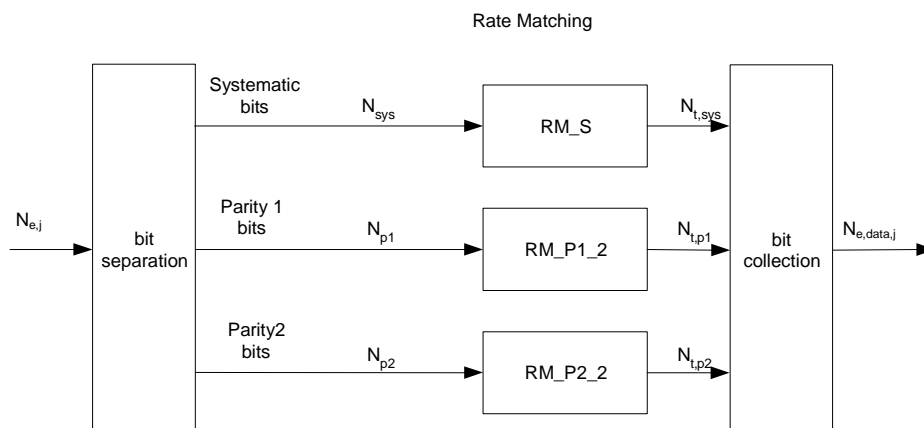 Rate Matching
Systematic
bits
N_sys
RM_S
N_t,sys
N_e,j
bit
separation
Parity 1
bits
N_p1
RM_P1_2
N_t,p1
bit
collection
N_e,data,j
Parity2
bits
N_p2
RM_P2_2
N_t,p2